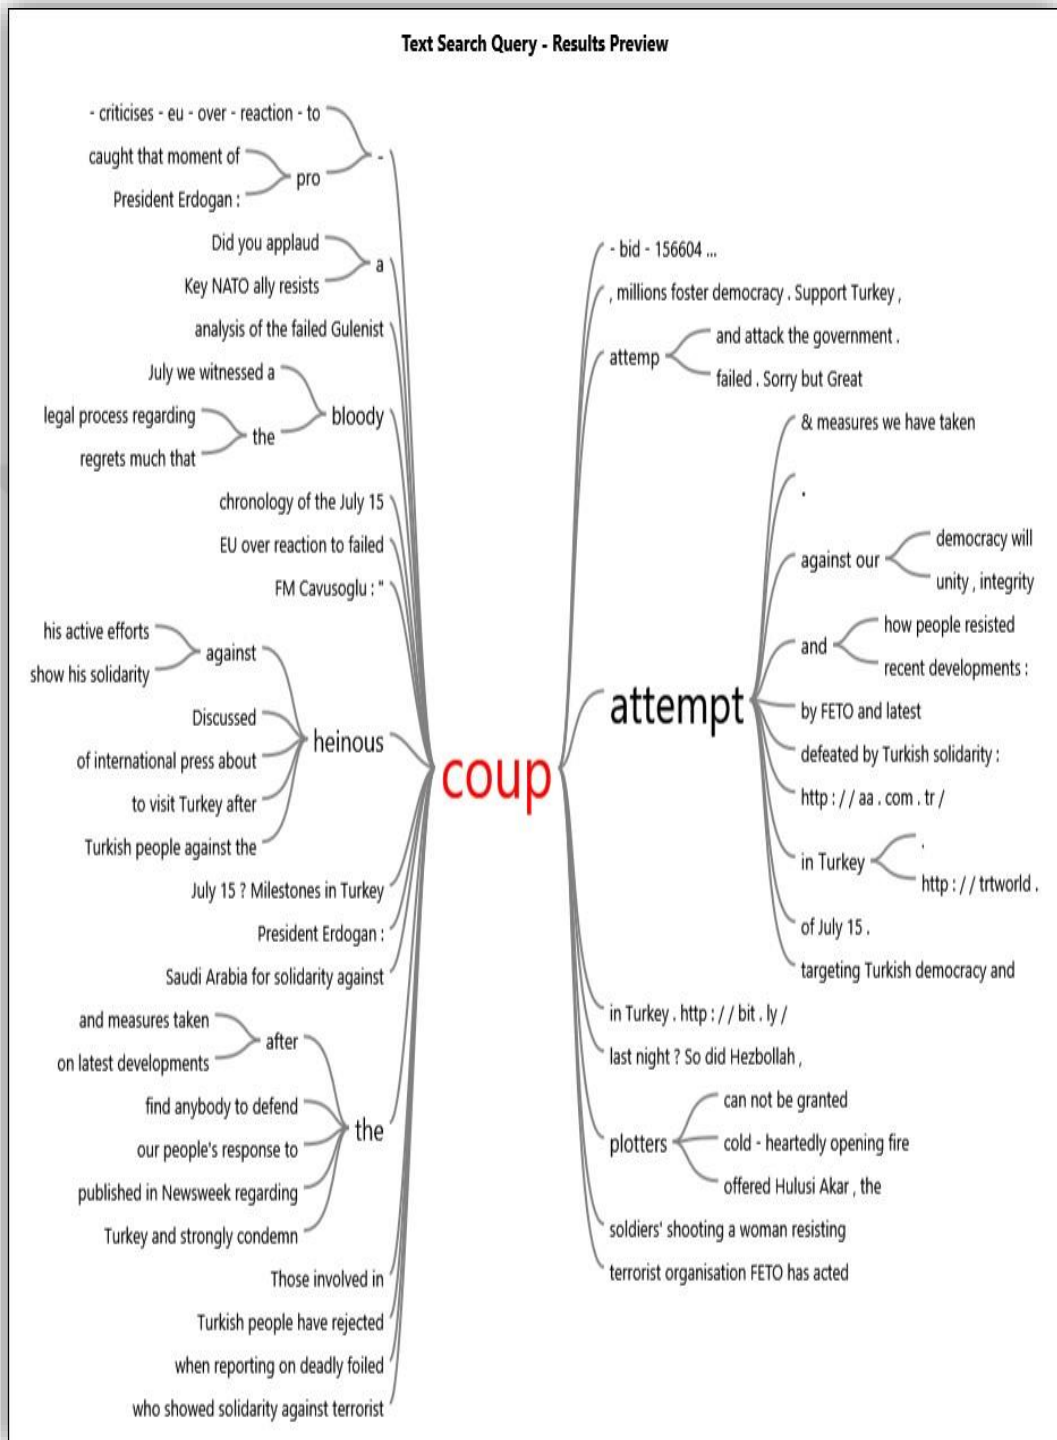 Text Search Query - Results Preview
- criticises - eu - over - reaction - to
caught that moment of
President Erdogan :
pro
-
Did you applaud
Key NATO ally resists
a
analysis of the failed Gulenist
July we witnessed a
legal process regarding
regrets much that
the
bloody
chronology of the July 15
EU over reaction to failed
FM Cavusoglu : "
his active efforts
show his solidarity
against
Discussed
of international press about
to visit Turkey after
Turkish people against the
heinous
July 15 ? Milestones in Turkey
President Erdogan :
Saudi Arabia for solidarity against
and measures taken
on latest developments
after
find anybody to defend
our people's response to
published in Newsweek regarding
Turkey and strongly condemn
the
Those involved in
Turkish people have rejected
when reporting on deadly foiled
who showed solidarity against terrorist
coup
- bid - 156604 ...
, millions foster democracy . Support Turkey ,
attemp
and attack the government .
failed . Sorry but Great
attempt
& measures we have taken
.
against our
democracy will
unity , integrity
and
how people resisted
recent developments :
by FETO and latest
defeated by Turkish solidarity :
http : / / aa . com . tr /
in Turkey
.
http : / / trtworld .
of July 15 .
targeting Turkish democracy and
in Turkey . http : / / bit . ly /
last night ? So did Hezbollah ,
plotters
can not be granted
cold - heartedly opening fire
offered Hulusi Akar , the
soldiers' shooting a woman resisting
terrorist organisation FETO has acted